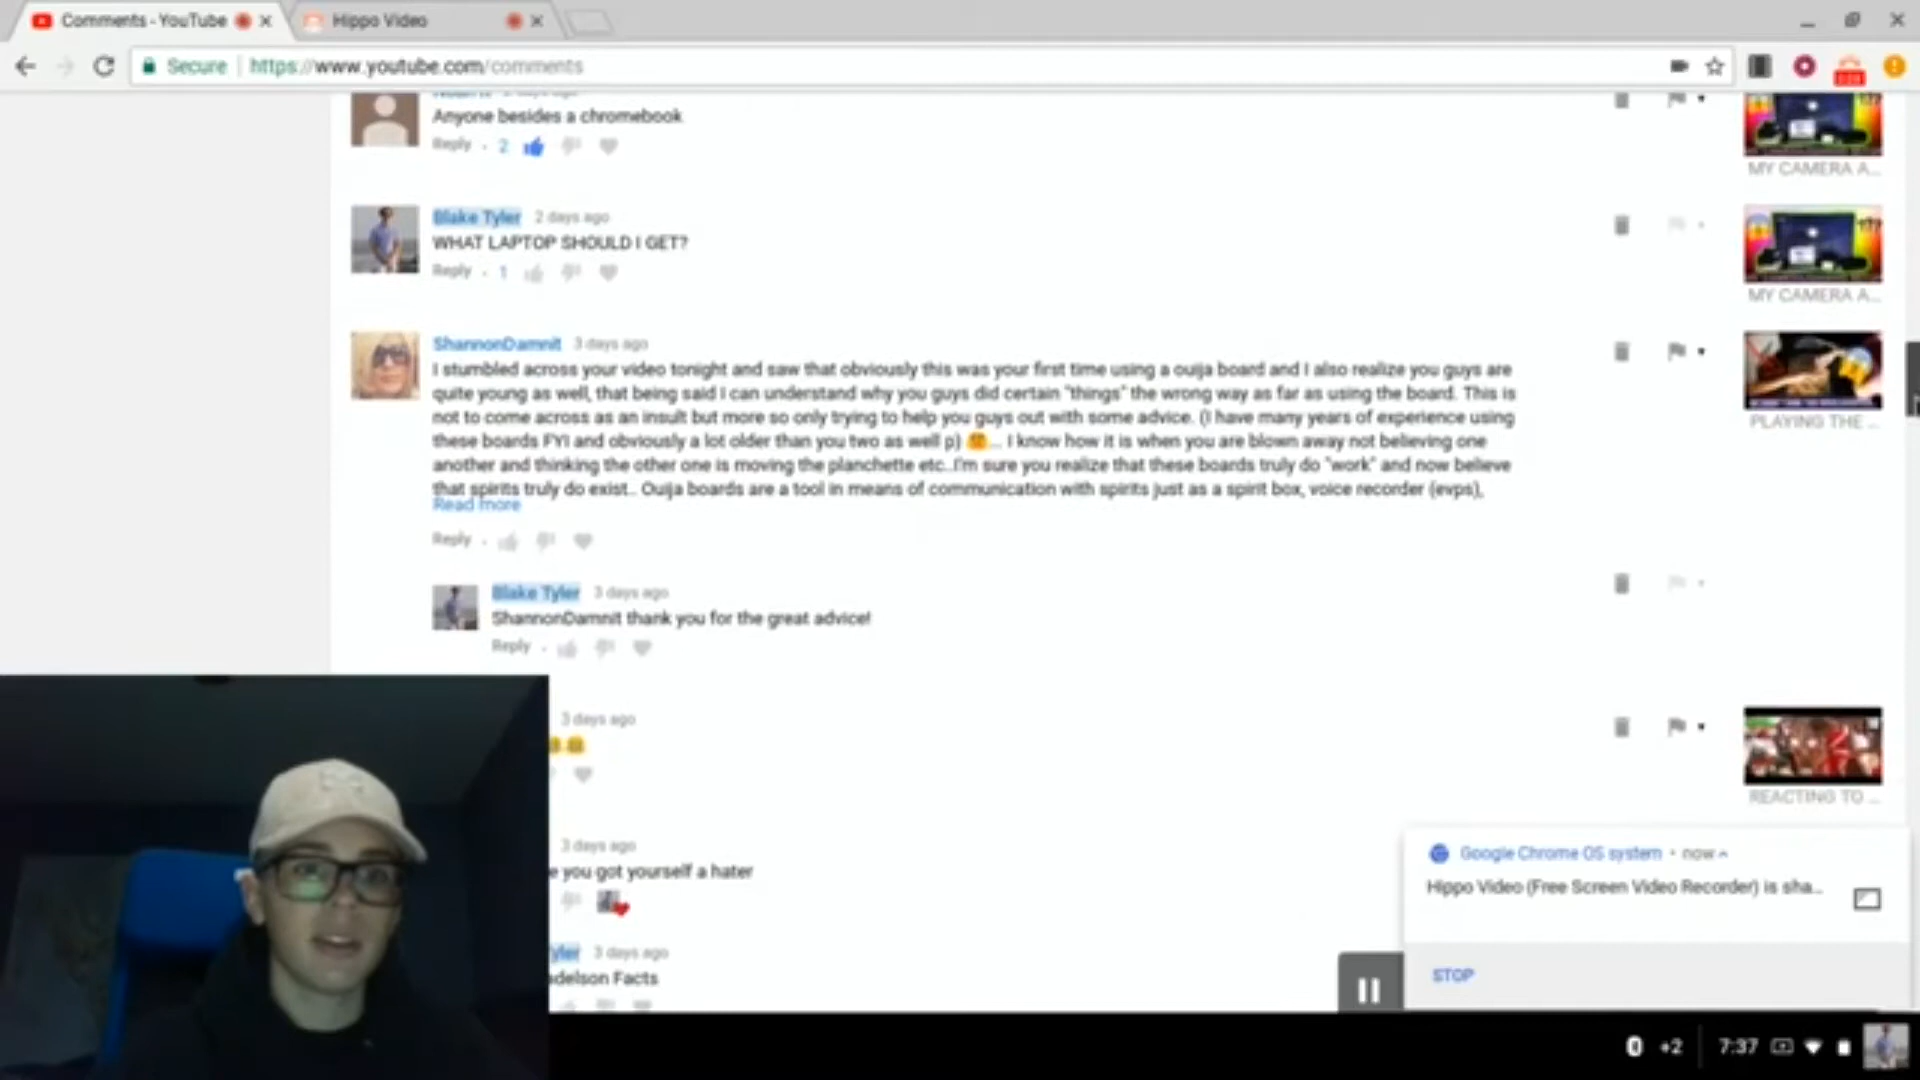 Comments - YouTube
Hippo Video
Secure | https://www.youtube.com/comments
2 days ago
Anyone besides a chromebook
Reply . 2
MY CAMERA A...
Blake Tyler 2 days ago
WHAT LAPTOP SHOULD I GET?
Reply . 1
MY CAMERA A...
ShannonDamnit 3 days ago
I stumbled across your video tonight and saw that obviously this was your first time using a ouija board and I also realize you guys are
quite young as well, that being said I can understand why you guys did certain "things" the wrong way as far as using the board. This is
not to come across as an insult but more so only trying to help you guys out with some advice. (I have many years of experience using
these boards FYI and obviously a lot older than you two as well p) ... I know how it is when you are blown away not believing one
another and thinking the other one is moving the planchette etc..I'm sure you realize that these boards truly do "work" and now believe
that spirits truly do exist.. Ouija boards are a tool in means of communication with spirits just as a spirit box, voice recorder (evps),
Read more
PLAYING THE ...
Reply .
Blake Tyler 3 days ago
ShannonDamnit thank you for the great advice!
Reply .
3 days ago
REACTING TO ...
3 days ago
e you got yourself a hater
yler 3 days ago
adelson Facts
Google Chrome OS system • now
Hippo Video (Free Screen Video Recorder) is sha...
STOP
+2
7:37